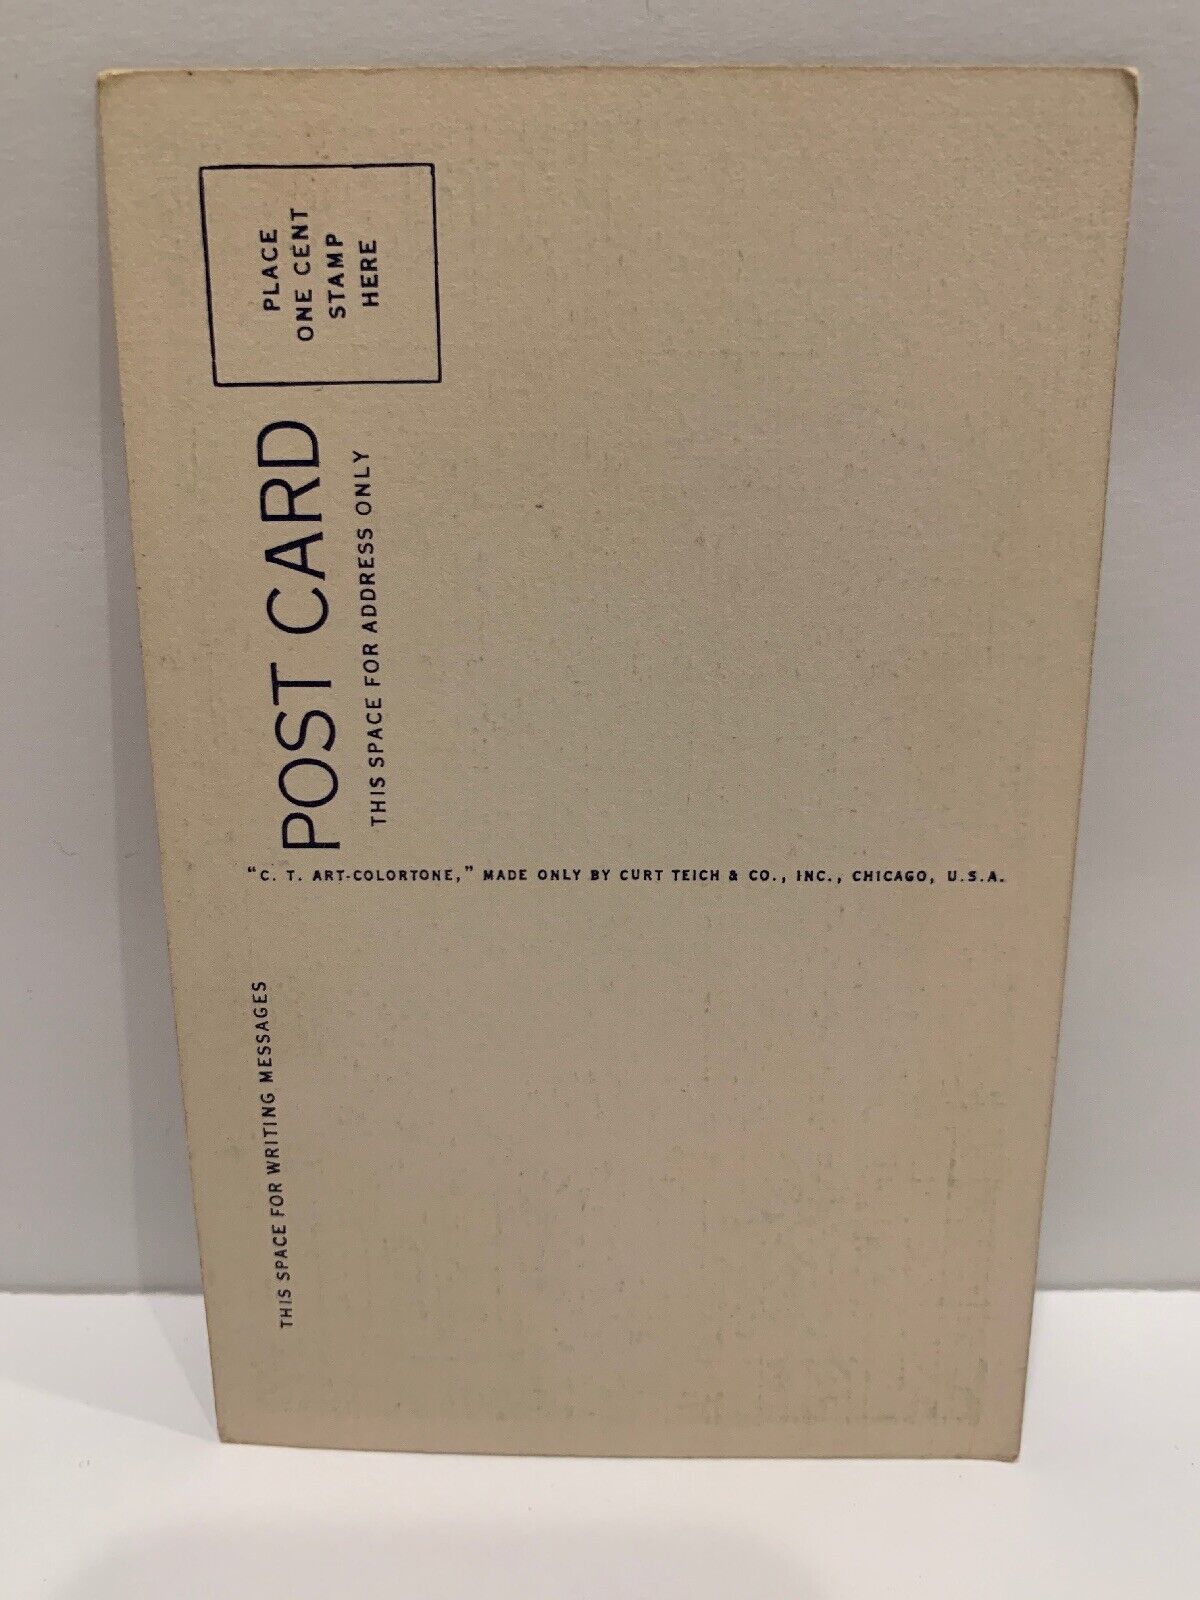 PLACE
ONE CENT
STAMP
HERE
POST CARD
THIS SPACE FOR ADDRESS ONLY
"C. T. ART-COLORTONE," MADE ONLY BY CURT TEICH & CO., INC., CHICAGO, U.S.A.
THIS SPACE FOR WRITING MESSAGES